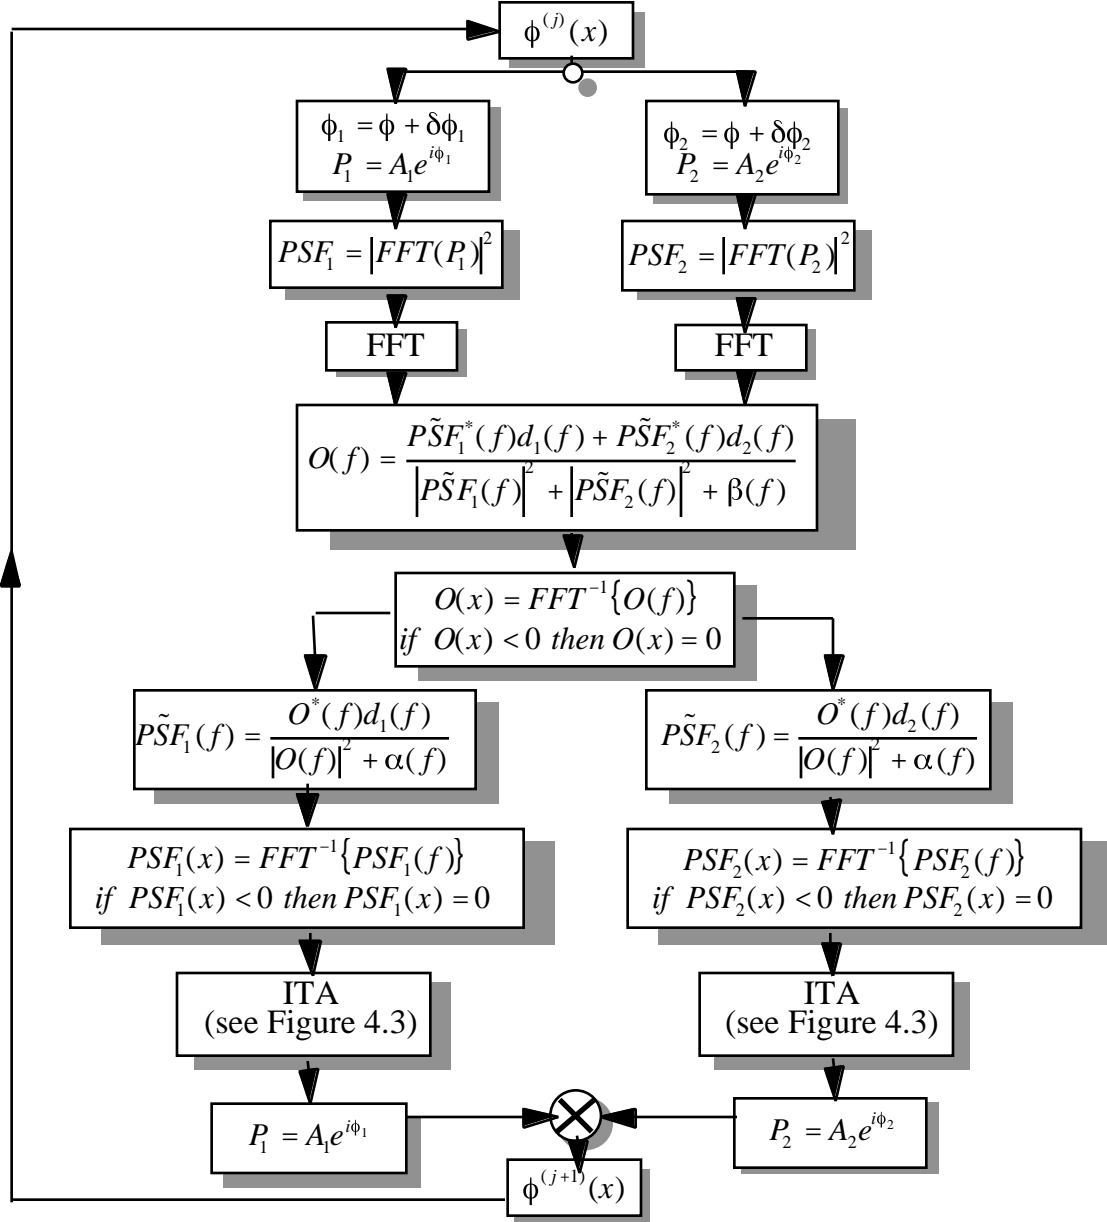 ϕ^(j)(x)
ϕ₁ = ϕ + δϕ₁
P₁ = A₁e^{iϕ₁}
ϕ₂ = ϕ + δϕ₂
P₂ = A₂e^{iϕ₂}
PSF₁ = |FFT(P₁)|²
PSF₂ = |FFT(P₂)|²
FFT
FFT
O(f) = (PS̃F₁*(f)d₁(f) + PS̃F₂*(f)d₂(f)) / (|PS̃F₁(f)|² + |PS̃F₂(f)|² + β(f))
O(x) = FFT⁻¹{O(f)}
if O(x) < 0 then O(x) = 0
PS̃F₁(f) = O*(f)d₁(f) / (|O(f)|² + α(f))
PS̃F₂(f) = O*(f)d₂(f) / (|O(f)|² + α(f))
PSF₁(x) = FFT⁻¹{PSF₁(f)}
if PSF₁(x) < 0 then PSF₁(x) = 0
PSF₂(x) = FFT⁻¹{PSF₂(f)}
if PSF₂(x) < 0 then PSF₂(x) = 0
ITA
(see Figure 4.3)
ITA
(see Figure 4.3)
P₁ = A₁e^{iϕ₁}
P₂ = A₂e^{iϕ₂}
ϕ^(j+1)(x)